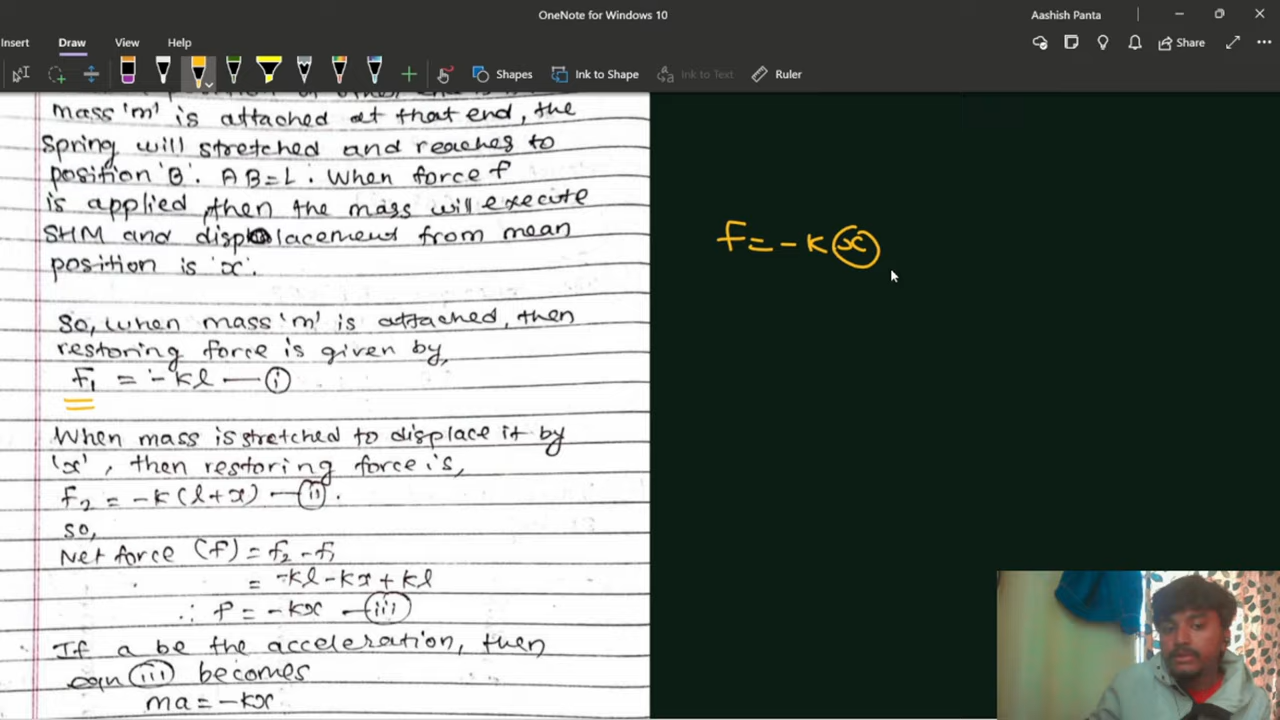 OneNote for Windows 10
Aashish Panta
Insert Draw View Help
Share
Shapes Ink to Shape Ink to Text Ruler
mass 'm' is attached at that end, the
Spring will stretched and reaches to
position 'B'. AB=L. When force f
is applied, then the mass will execute
SHM and displacement from mean
position is 'x'.
So, when mass 'm' is attached, then
restoring force is given by,
F₁ = -kl — (i)
When mass is stretched to displace it by
'x', then restoring force is,
F₂ = -k(l+x) — (ii).
so,
Net force (f) = f₂ - f₁
= -kl - kx + kl
∴ F = -kx — (iii)
If a be the acceleration, then
eqn (iii) becomes
ma = -kx
F = -kx